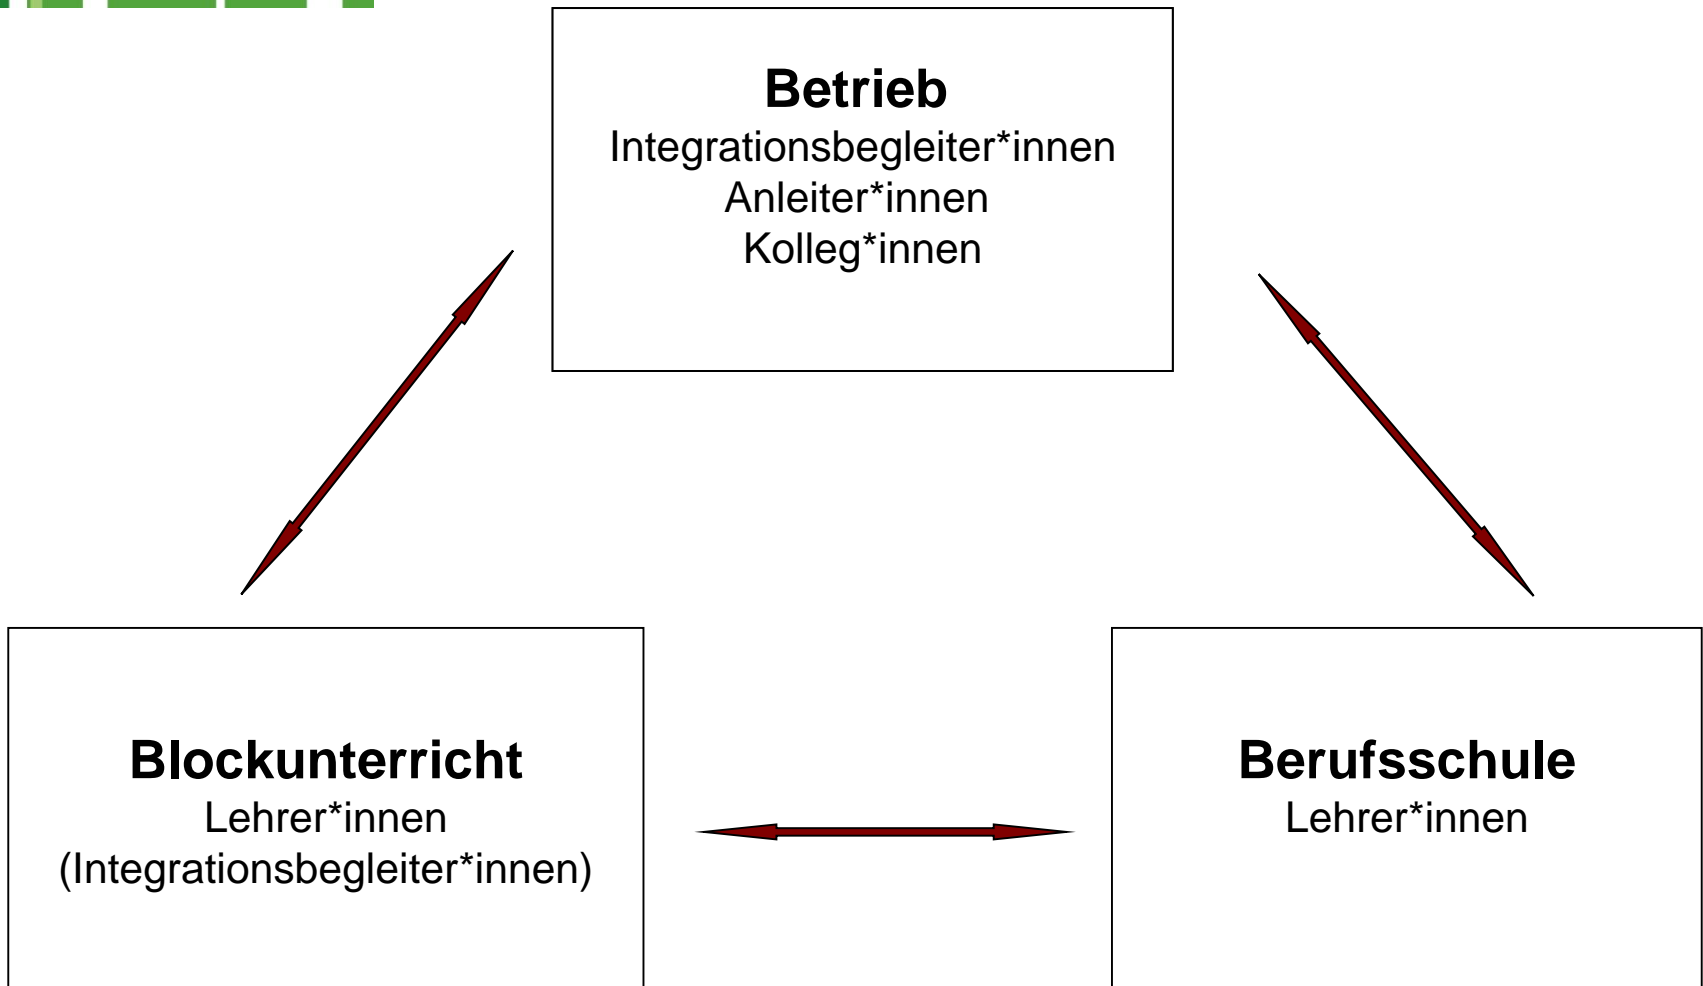 Betrieb
Integrationsbegleiter*innen
Anleiter*innen
Kolleg*innen
Blockunterricht
Lehrer*innen
(Integrationsbegleiter*innen)
Berufsschule
Lehrer*innen